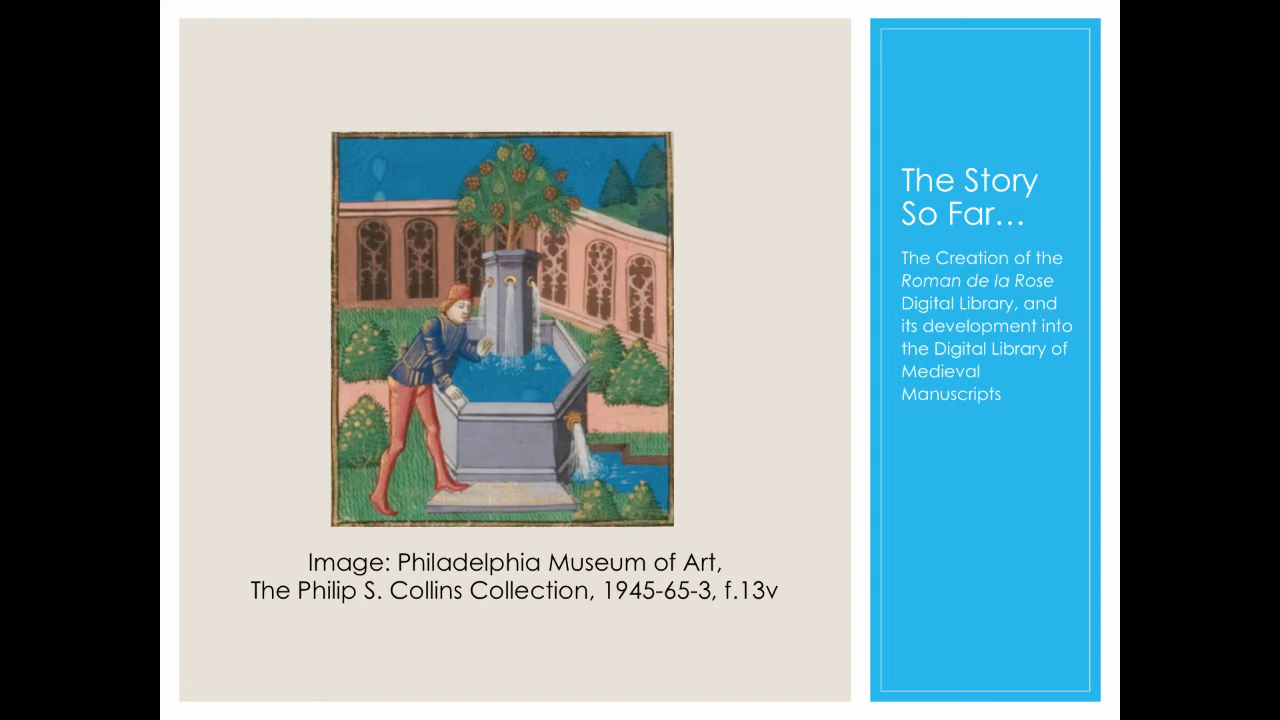 Image: Philadelphia Museum of Art,
The Philip S. Collins Collection, 1945-65-3, f.13v
The Story
So Far…
The Creation of the
Roman de la Rose
Digital Library, and
its development into
the Digital Library of
Medieval
Manuscripts